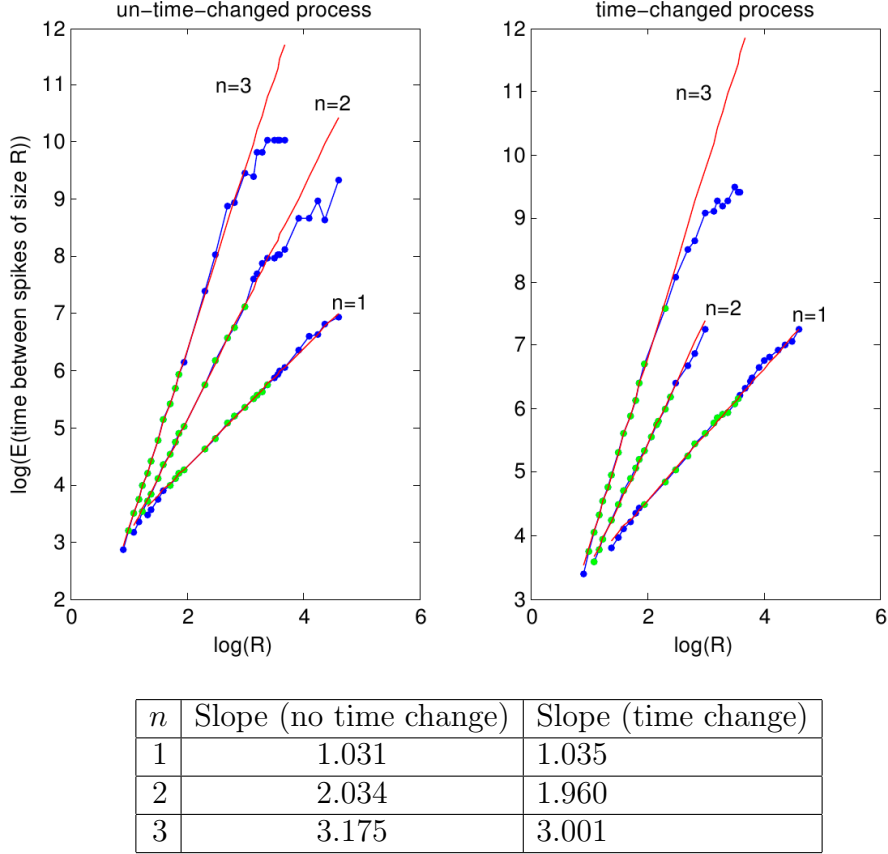 un-time-changed process
time-changed process
log(E(time between spikes of size R))
12
11
10
9
8
7
6
5
4
3
2
n=3
n=2
n=1
0
2
4
6
log(R)
12
11
10
9
8
7
6
5
4
3
n=3
n=2
n=1
0
2
4
6
log(R)
n Slope (no time change) Slope (time change)
1 1.031 1.035
2 2.034 1.960
3 3.175 3.001